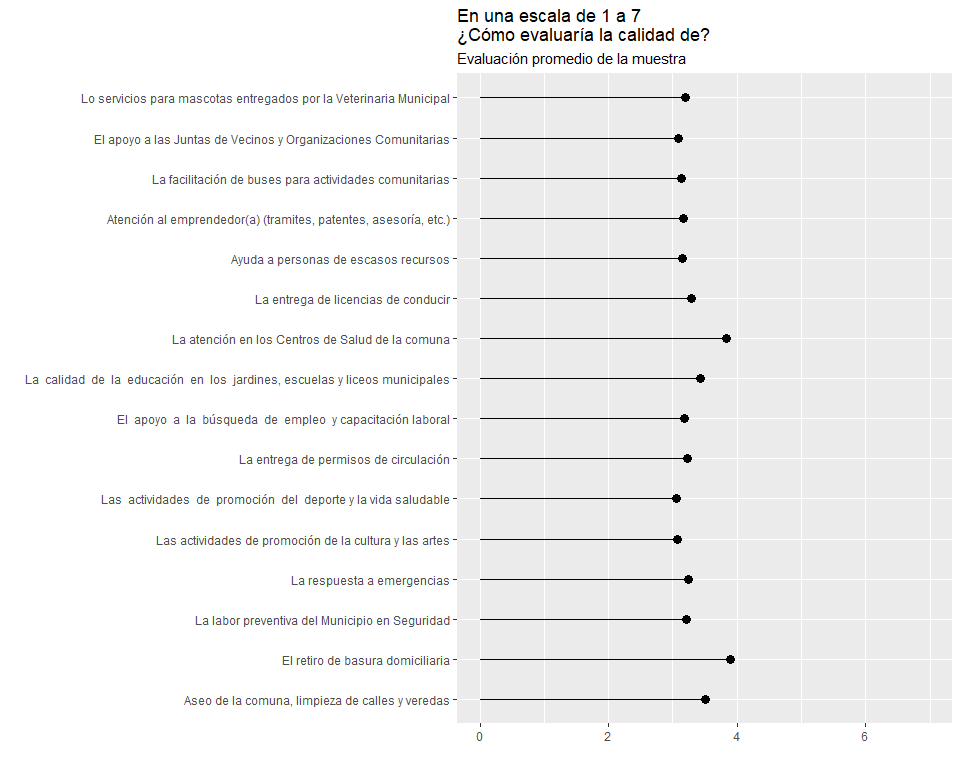 En una escala de 1 a 7
¿Cómo evaluaría la calidad de?
Evaluación promedio de la muestra
Lo servicios para mascotas entregados por la Veterinaria Municipal
El apoyo a las Juntas de Vecinos y Organizaciones Comunitarias
La facilitación de buses para actividades comunitarias
Atención al emprendedor(a) (tramites, patentes, asesoría, etc.)
Ayuda a personas de escasos recursos
La entrega de licencias de conducir
La atención en los Centros de Salud de la comuna
La calidad de la educación en los jardines, escuelas y liceos municipales
El apoyo a la búsqueda de empleo y capacitación laboral
La entrega de permisos de circulación
Las actividades de promoción del deporte y la vida saludable
Las actividades de promoción de la cultura y las artes
La respuesta a emergencias
La labor preventiva del Municipio en Seguridad
El retiro de basura domiciliaria
Aseo de la comuna, limpieza de calles y veredas
0 2 4 6